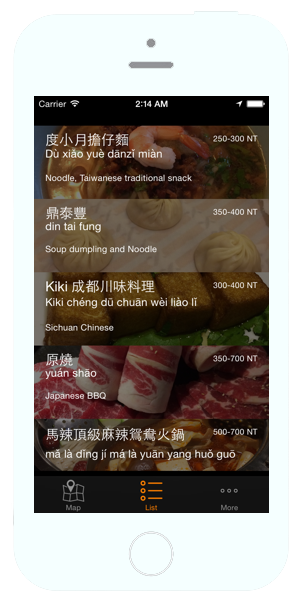 Carrier 2:14 AM
度小月擔仔麵 250-300 NT
Dù xiǎo yuè dānzǐ miàn
Noodle, Taiwanese traditional snack
鼎泰豐 350-400 NT
din tai fung
Soup dumpling and Noodle
Kiki 成都川味料理 300-400 NT
Kiki chéng dū chuān wèi liào lǐ
Sichuan Chinese
原燒 350-700 NT
yuán shāo
Japanese BBQ
馬辣頂級麻辣鴛鴦火鍋 500-700 NT
mǎ là dǐng jí má là yuān yang huǒ guō
Map List More